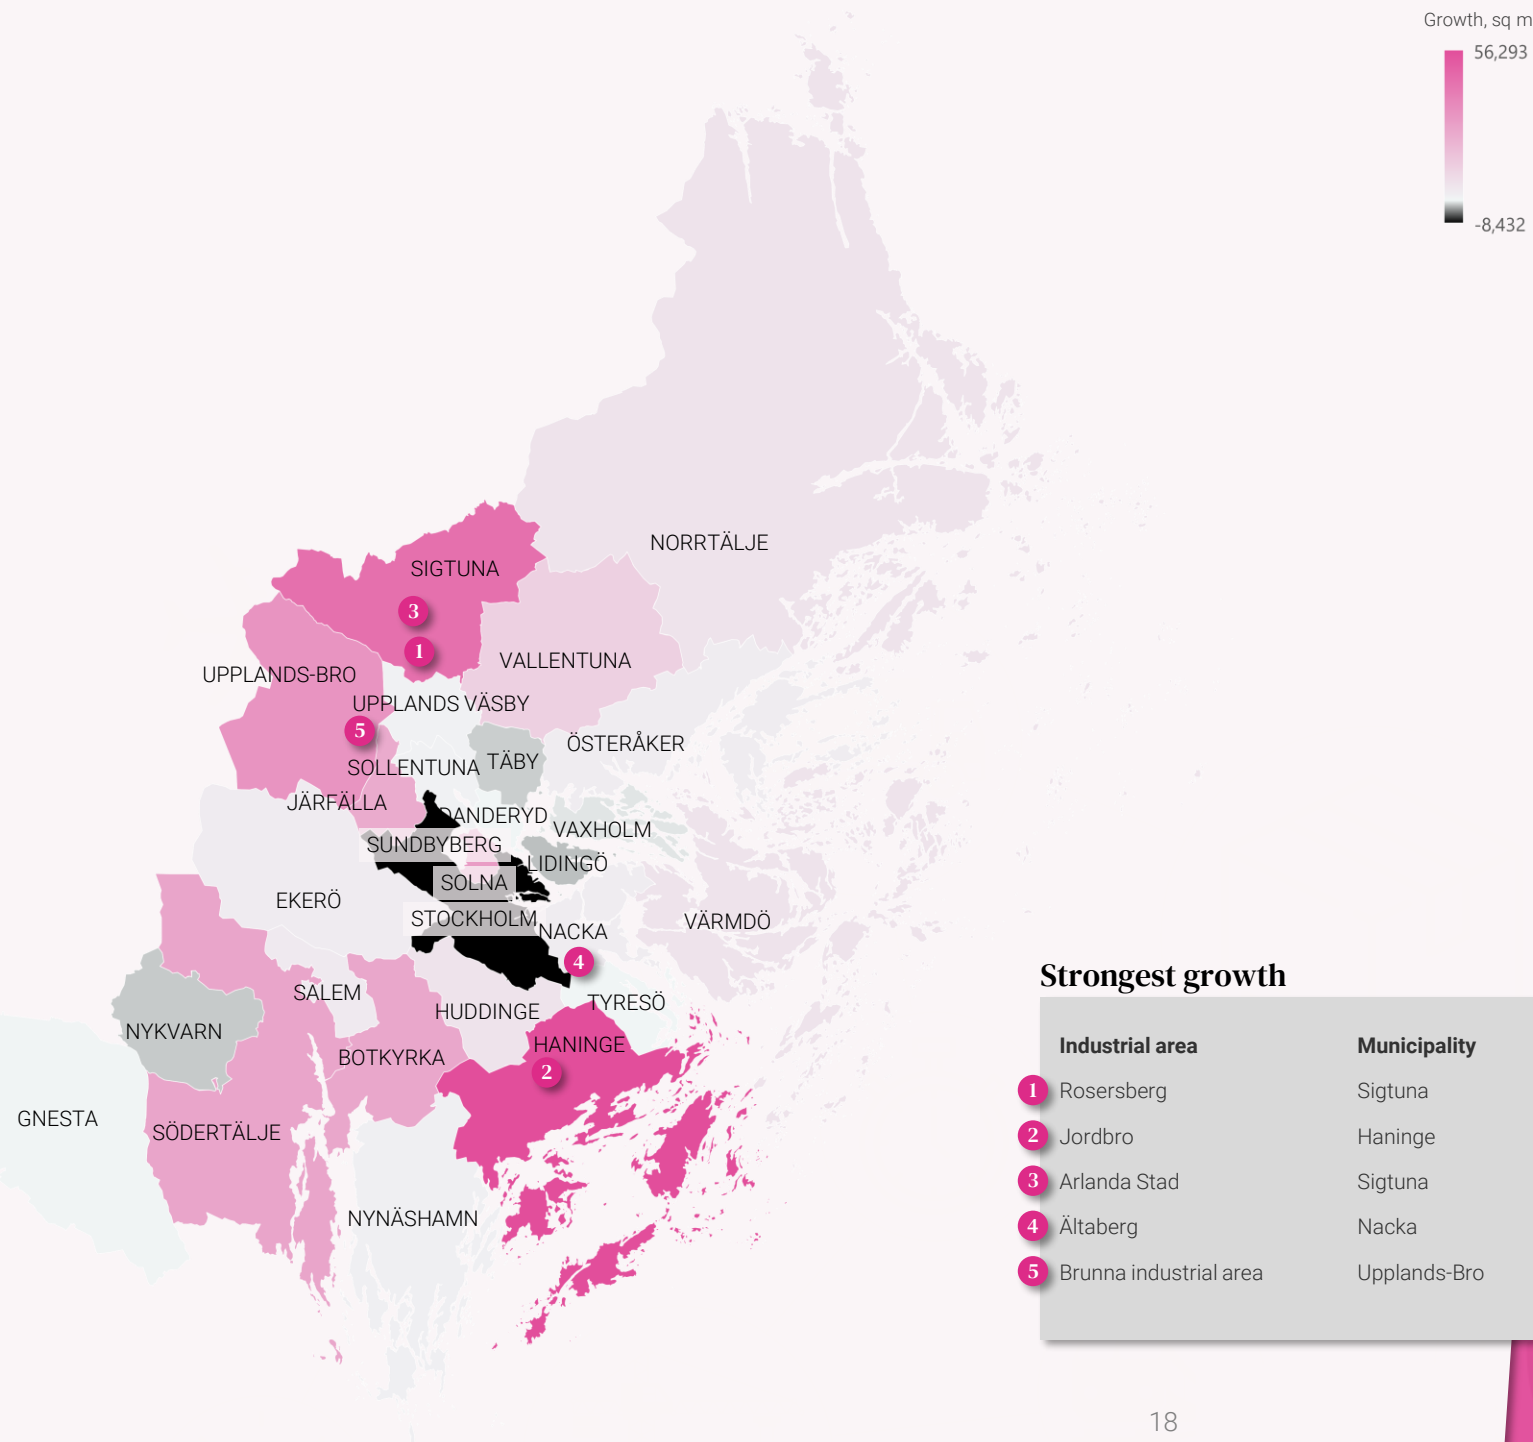 Growth, sq m
56,293
-8,432
NORRTÄLJE
SIGTUNA
3
1
VALLENTUNA
UPPLANDS-BRO
UPPLANDS VÄSBY
5
ÖSTERÅKER
TÄBY
SOLLENTUNA
JÄRFÄLLA
DANDERYD
VAXHOLM
SUNDBYBERG
LIDINGÖ
SOLNA
EKERÖ
STOCKHOLM
NACKA
VÄRMDÖ
4
SALEM
TYRESÖ
HUDDINGE
NYKVARN
HANINGE
BOTKYRKA
2
GNESTA
SÖDERTÄLJE
NYNÄSHAMN
Strongest growth
Industrial area Municipality
1 Rosersberg Sigtuna
2 Jordbro Haninge
3 Arlanda Stad Sigtuna
4 Ältaberg Nacka
5 Brunna industrial area Upplands-Bro
18